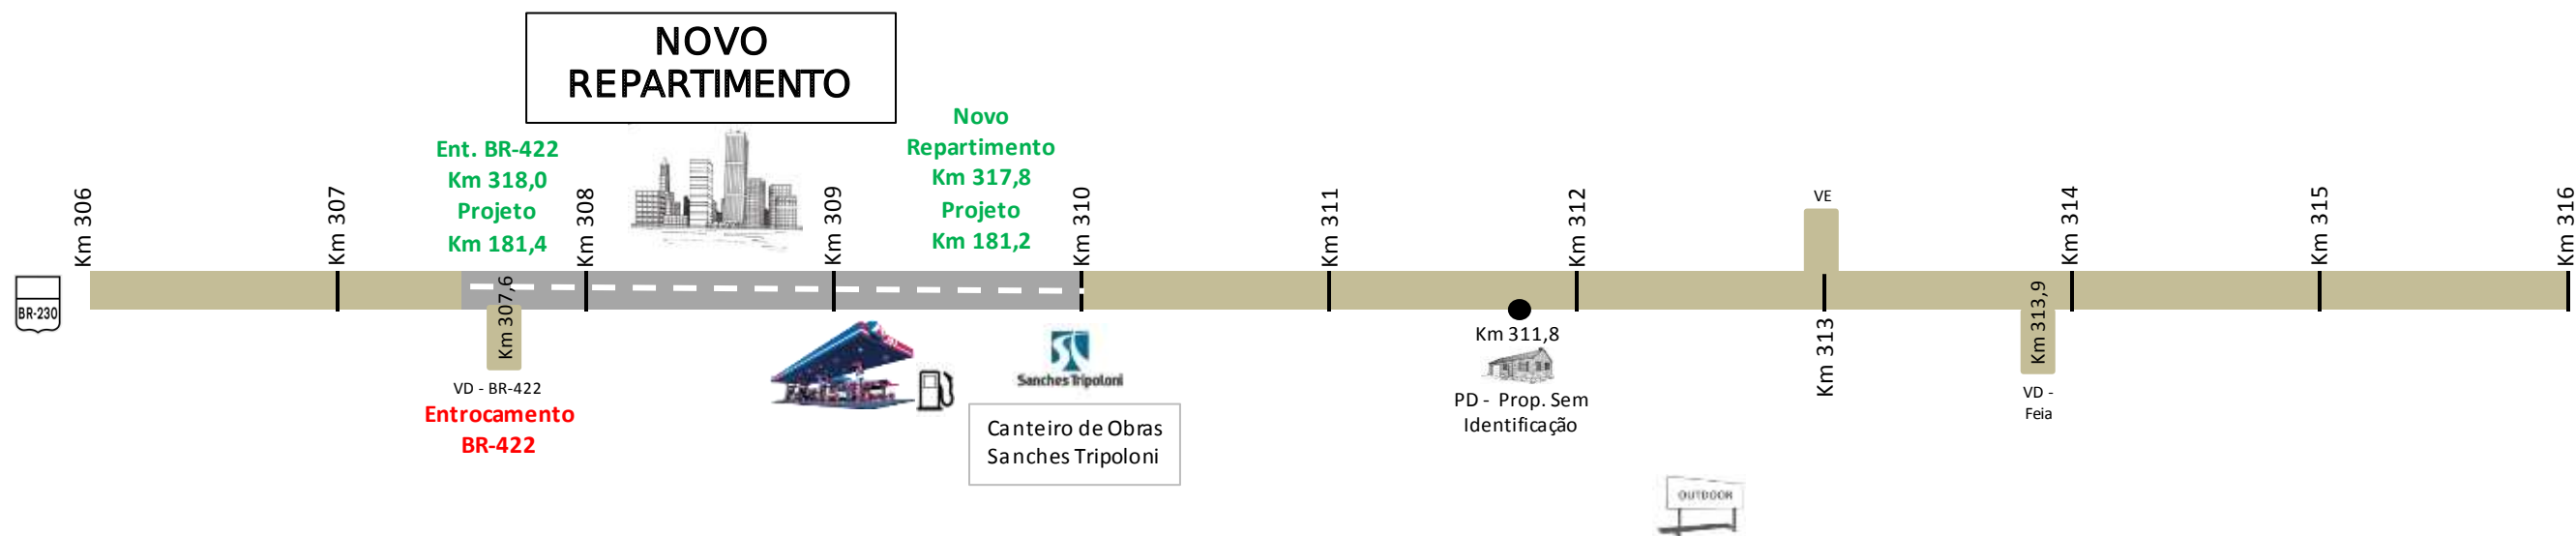 NOVO
REPARTIMENTO
Ent. BR-422
Km 318,0
Projeto
Km 181,4
Novo
Repartimento
Km 317,8
Projeto
Km 181,2
Km 306
Km 307
Km 308
Km 309
Km 310
Km 311
Km 312
VE
Km 313
Km 314
Km 315
Km 316
BR-230
Km 307,6
VD - BR-422
Entrocamento
BR-422
Sanches Tripoloni
Canteiro de Obras
Sanches Tripoloni
Km 311,8
PD - Prop. Sem
Identificação
Km 313,9
VD -
Feia
OUTDOOR